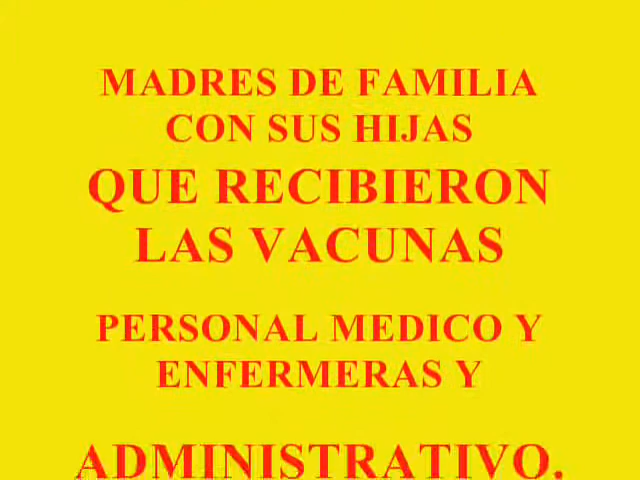 MADRES DE FAMILIA
CON SUS HIJAS
QUE RECIBIERON
LAS VACUNAS
PERSONAL MEDICO Y
ENFERMERAS Y
ADMINISTRATIVO.